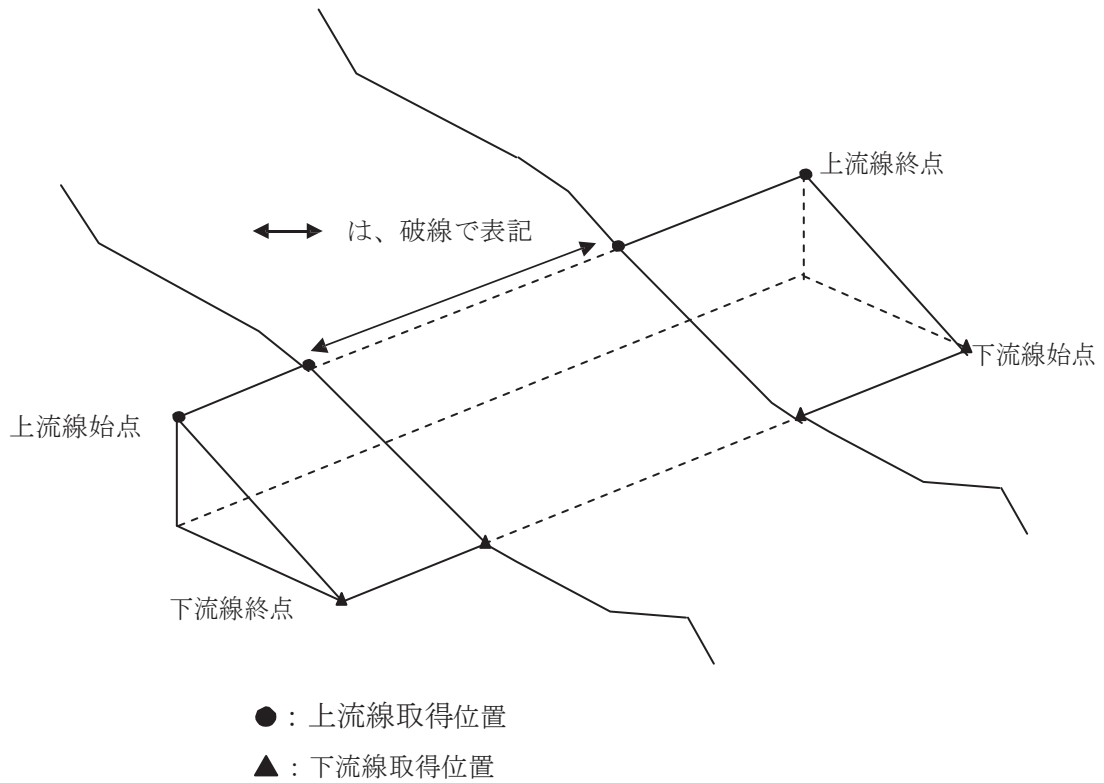 上流線終点
は、破線で表記
下流線始点
上流線始点
下流線終点
●：上流線取得位置
▲：下流線取得位置